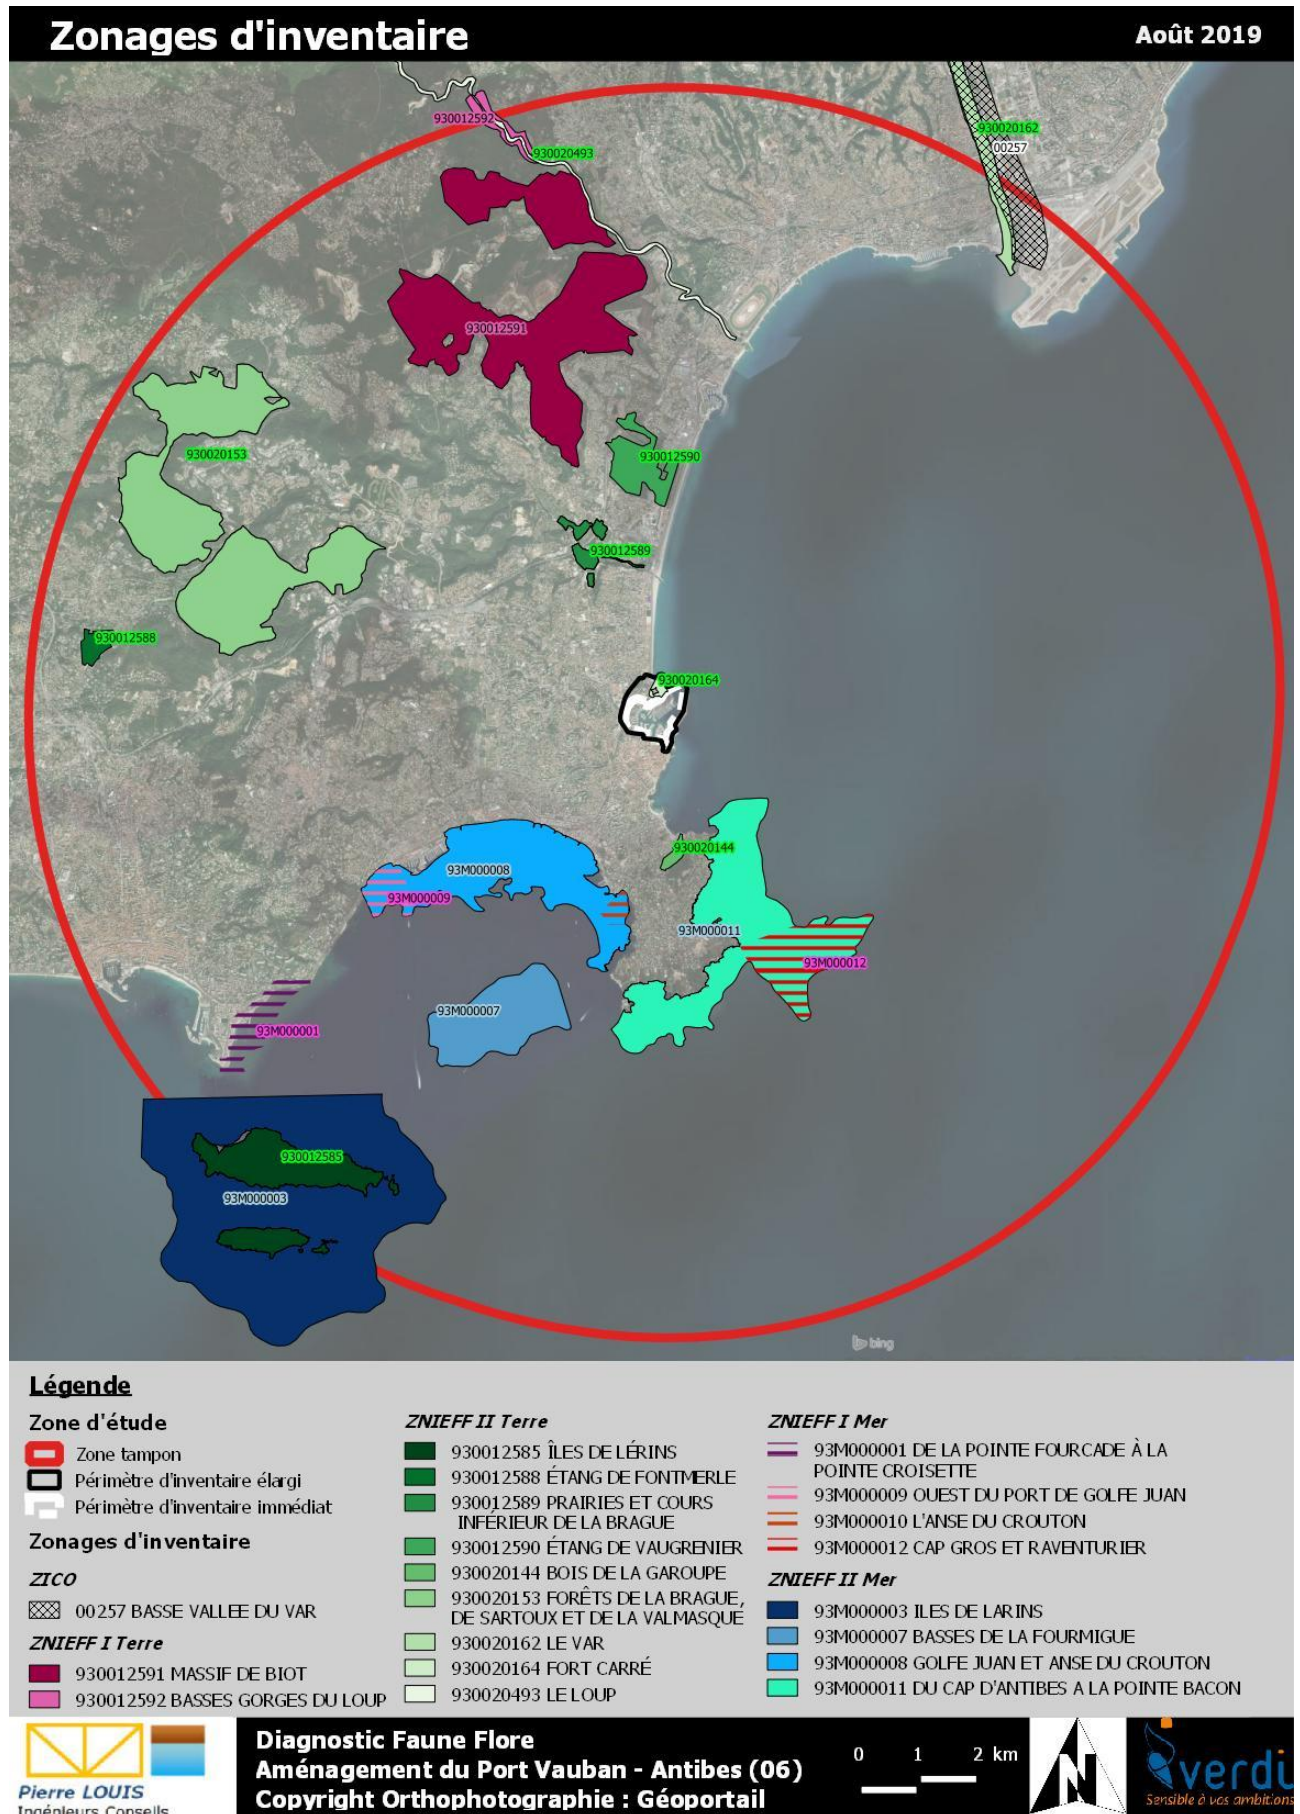 Zonages d'inventaire
Août 2019
930012592
930020493
930020162
00257
930012591
930020153
930012590
930012589
930012588
930020164
93M000008
930020144
93M000009
93M000011
93M000012
93M000007
93M000001
930012585
93M000003
bing
Légende
Zone d'étude
Zone tampon
Périmètre d'inventaire élargi
Périmètre d'inventaire immédiat
Zonages d'inventaire
ZICO
00257 BASSE VALLEE DU VAR
ZNIEFF I Terre
930012591 MASSIF DE BIOT
930012592 BASSES GORGES DU LOUP
ZNIEFF II Terre
930012585 ÎLES DE LÉRINS
930012588 ÉTANG DE FONTMERLE
930012589 PRAIRIES ET COURS
INFÉRIEUR DE LA BRAGUE
930012590 ÉTANG DE VAUGRENIER
930020144 BOIS DE LA GAROUPE
930020153 FORÊTS DE LA BRAGUE,
DE SARTOUX ET DE LA VALMASQUE
930020162 LE VAR
930020164 FORT CARRÉ
930020493 LE LOUP
ZNIEFF I Mer
93M000001 DE LA POINTE FOURCADE À LA
POINTE CROISETTE
93M000009 OUEST DU PORT DE GOLFE JUAN
93M000010 L'ANSE DU CROUTON
93M000012 CAP GROS ET RAVENTURIER
ZNIEFF II Mer
93M000003 ILES DE LARINS
93M000007 BASSES DE LA FOURMIGUE
93M000008 GOLFE JUAN ET ANSE DU CROUTON
93M000011 DU CAP D'ANTIBES A LA POINTE BACON
Pierre LOUIS
Ingénieurs Conseils
Diagnostic Faune Flore
Aménagement du Port Vauban - Antibes (06)
Copyright Orthophotographie : Géoportail
0 1 2 km
N
verdi
Sensible à vos ambitions